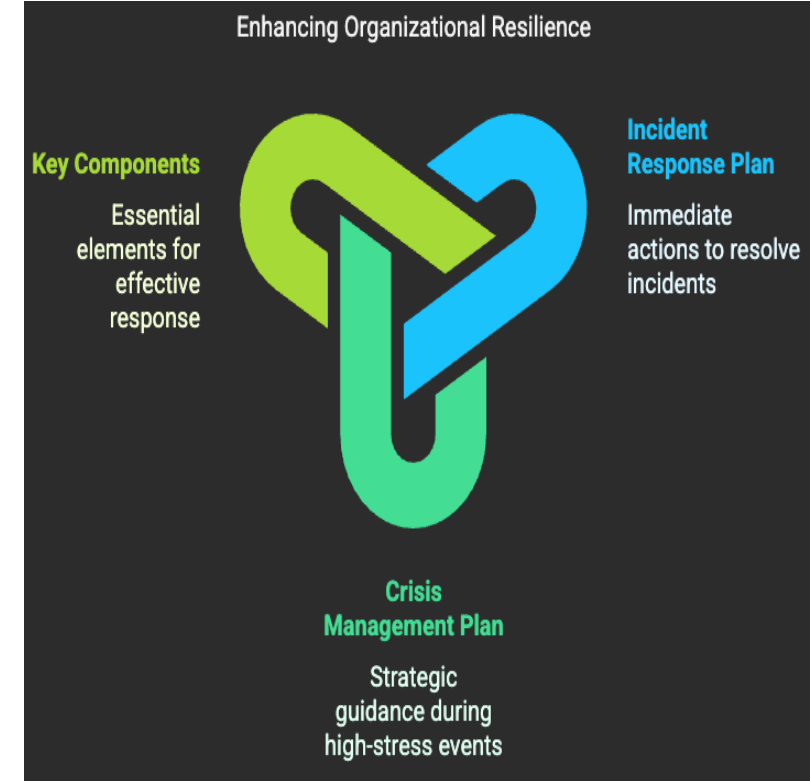 Enhancing Organizational Resilience
Key Components
Essential
elements for
effective
response
Incident
Response Plan
Immediate
actions to resolve
incidents
Crisis
Management Plan
Strategic
guidance during
high-stress events